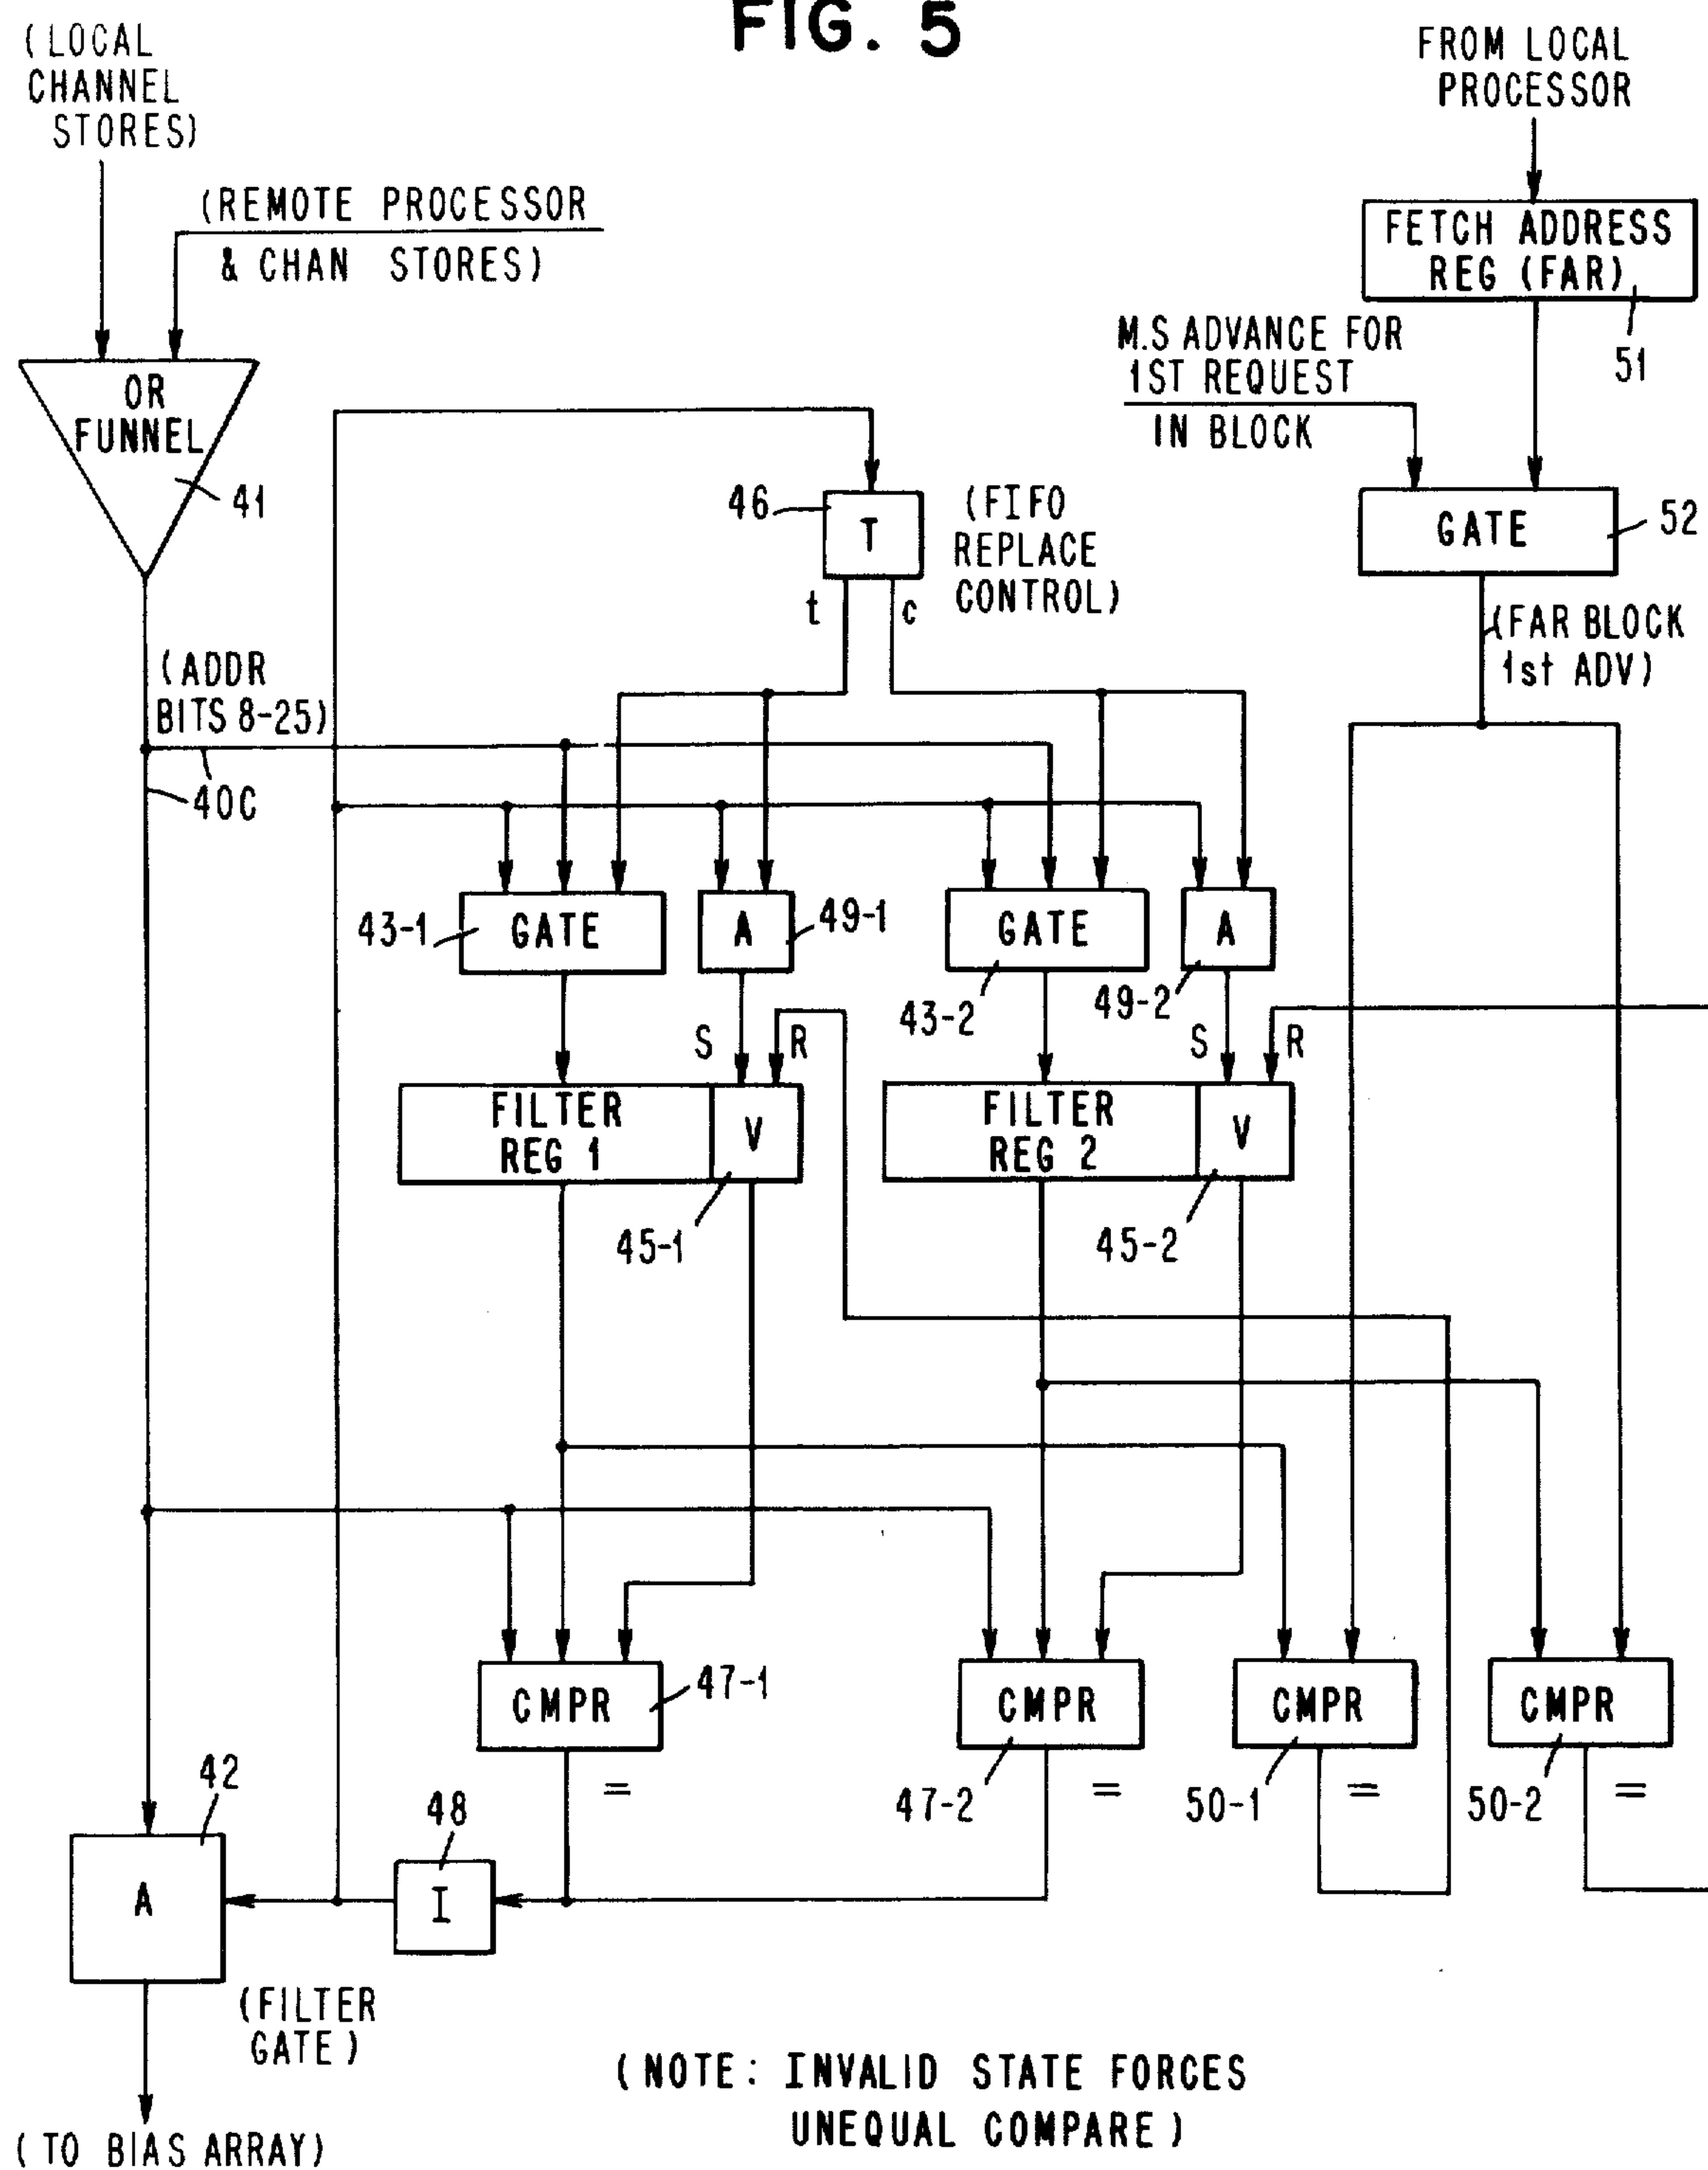 FIG. 5
(LOCAL
CHANNEL
STORES)
(REMOTE PROCESSOR
& CHAN STORES)
FROM LOCAL
PROCESSOR
FETCH ADDRESS
REG (FAR)
51
M.S ADVANCE FOR
1ST REQUEST
IN BLOCK
OR
FUNNEL
41
46
T
(FIFO
REPLACE
CONTROL)
t
c
GATE
52
(FAR BLOCK
1st ADV)
(ADDR
BITS 8-25)
40C
43-1
GATE
A
49-1
GATE
43-2
A
49-2
S
R
S
R
FILTER
REG 1
V
45-1
FILTER
REG 2
V
45-2
CMPR
47-1
=
CMPR
47-2
=
CMPR
50-1
=
CMPR
50-2
=
42
A
48
I
(FILTER
GATE)
(TO BIAS ARRAY)
(NOTE: INVALID STATE FORCES
UNEQUAL COMPARE)